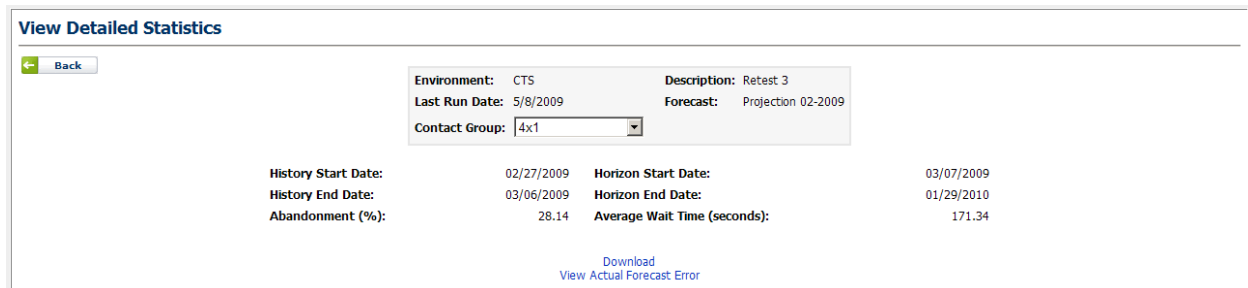 View Detailed Statistics
Back
Environment: CTS Description: Retest 3
Last Run Date: 5/8/2009 Forecast: Projection 02-2009
Contact Group: 4x1
History Start Date: 02/27/2009 Horizon Start Date: 03/07/2009
History End Date: 03/06/2009 Horizon End Date: 01/29/2010
Abandonment (%): 28.14 Average Wait Time (seconds): 171.34
Download
View Actual Forecast Error